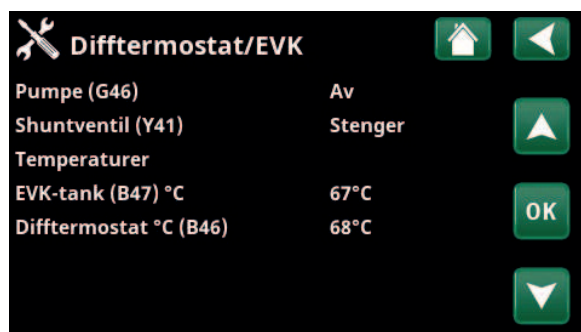 Difftermostat/EVK
Pumpe (G46) Av
Shuntventil (Y41) Stenger
Temperaturer
EVK-tank (B47) °C 67°C
Difftermostat °C (B46) 68°C
OK